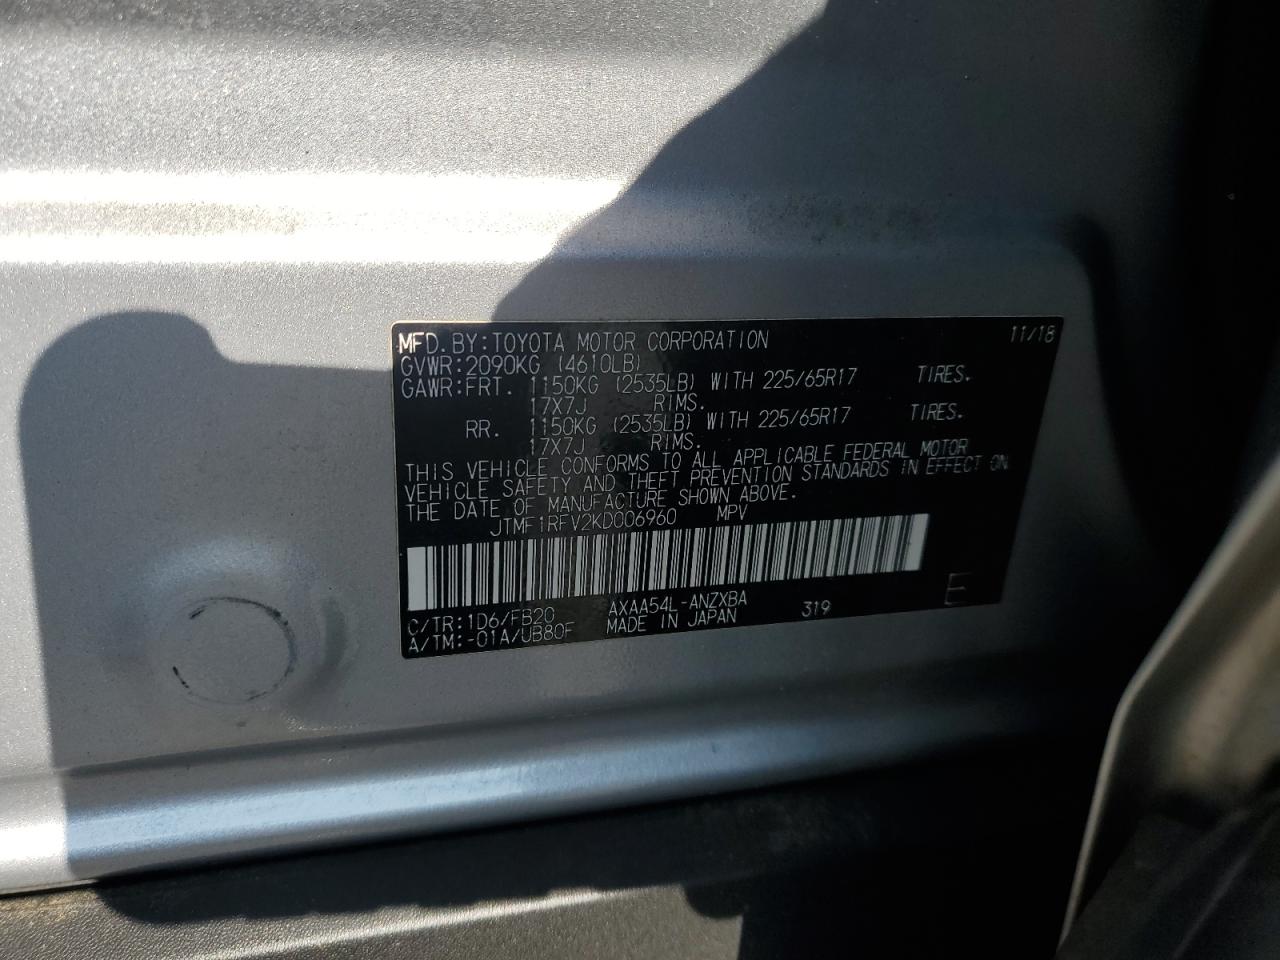 MFD. BY: TOYOTA MOTOR CORPORATION 11/18
GVWR: 2090KG (4610LB)
GAWR: FRT. 1150KG (2535LB) WITH 225/65R17 TIRES.
17X7J RIMS.
RR. 1150KG (2535LB) WITH 225/65R17 TIRES.
17X7J RIMS.
THIS VEHICLE CONFORMS TO ALL APPLICABLE FEDERAL MOTOR
VEHICLE SAFETY AND THEFT PREVENTION STANDARDS IN EFFECT ON
THE DATE OF MANUFACTURE SHOWN ABOVE.
JTMF1RFV2KD006960 MPV
C/TR: 1D6/FB20 AXAA54L-ANZXBA 319 E
A/TM: -01A/UB80F MADE IN JAPAN